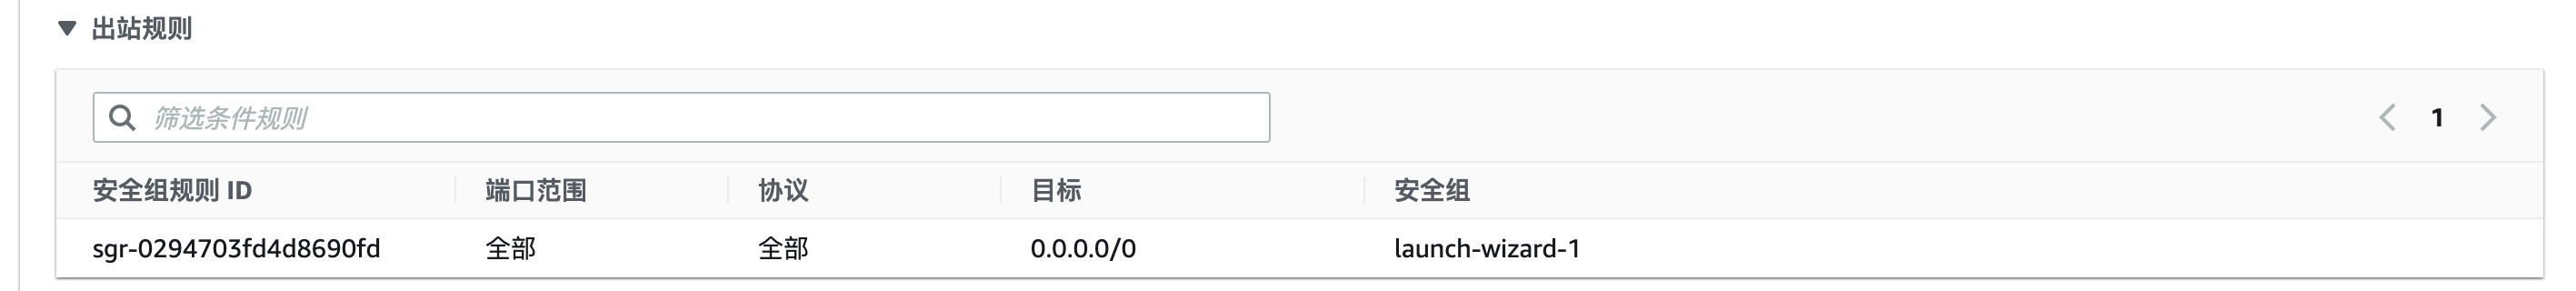 出站规则
筛选条件规则
1
安全组规则 ID 端口范围 协议 目标 安全组
sgr-0294703fd4d8690fd 全部 全部 0.0.0.0/0 launch-wizard-1